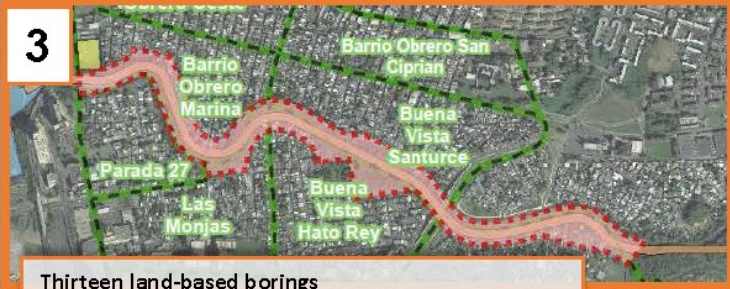 3
Barrio Obrero San
Ciprian
Barrio
Obrero
Marina
Buena
Vista
Santurce
Parada 27
Las
Monjas
Buena
Vista
Hato Rey
Thirteen land-based borings